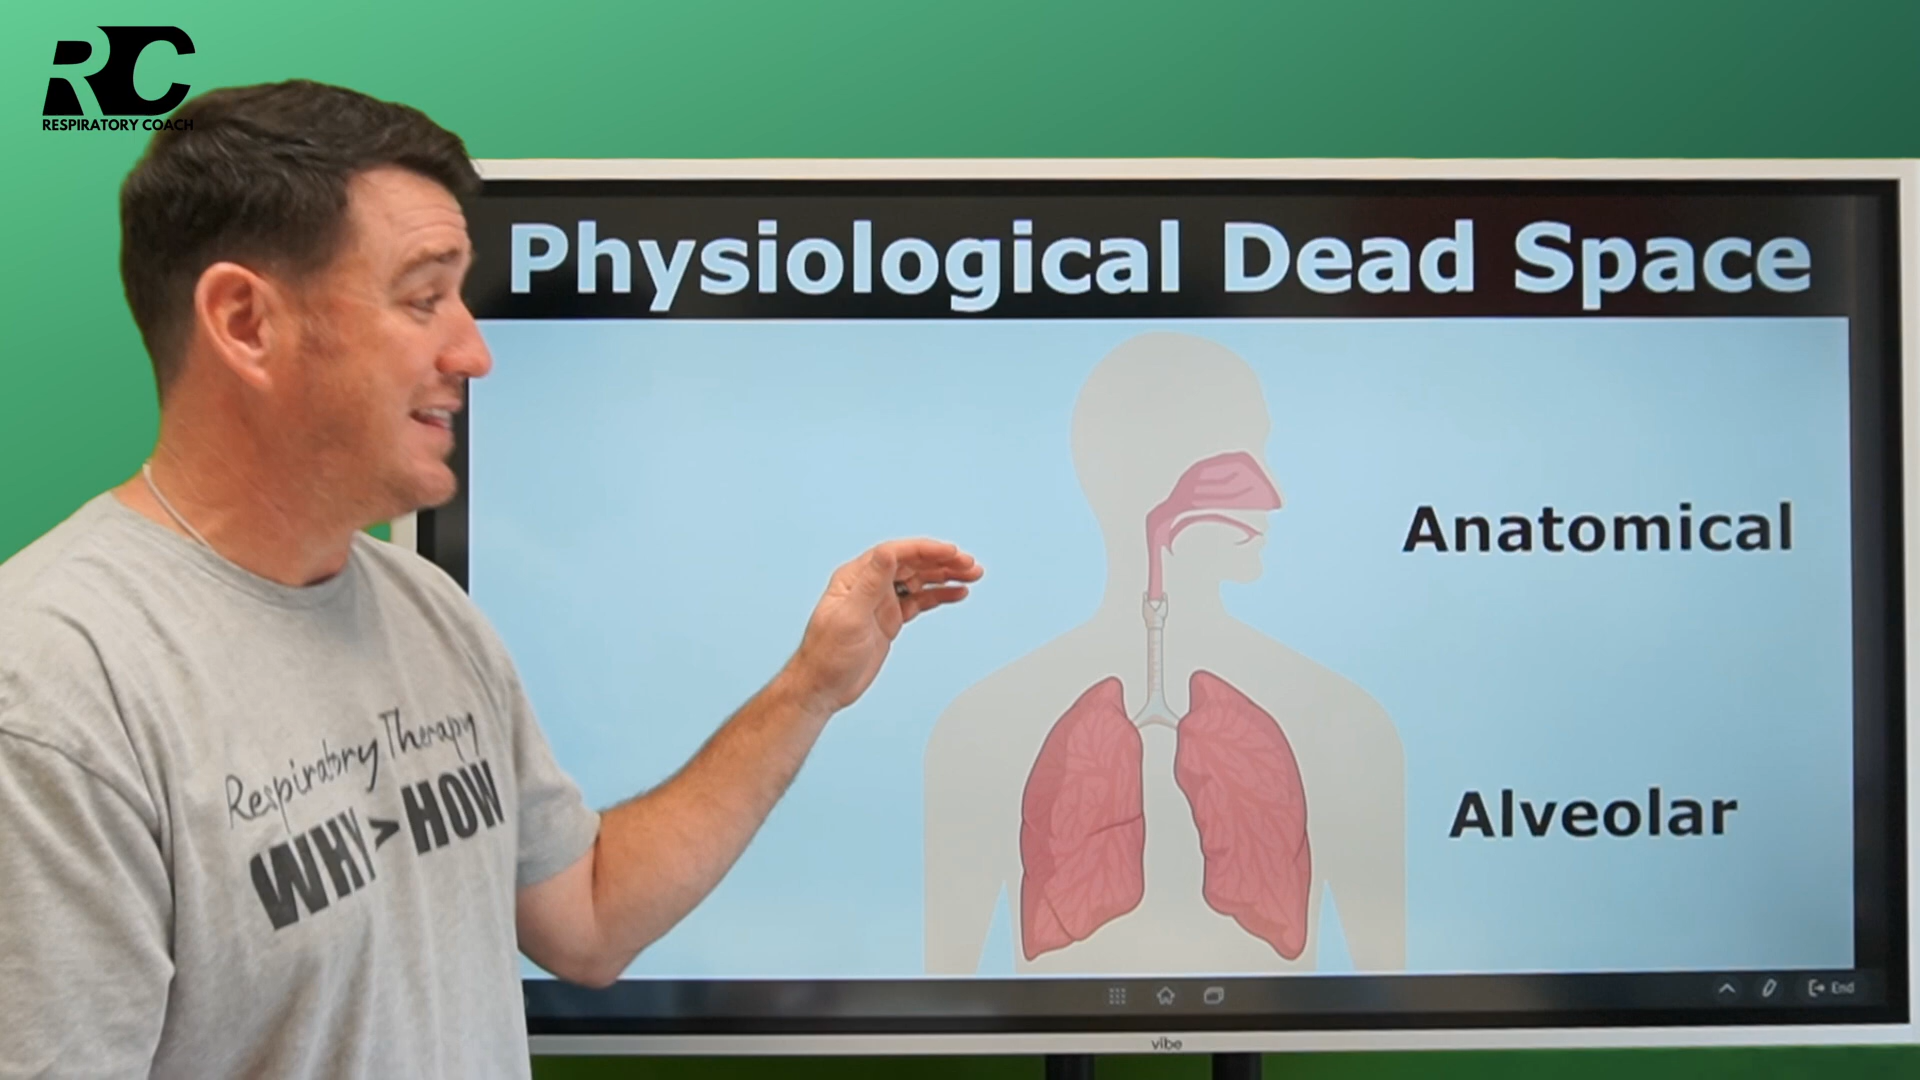 RC
RESPIRATORY COACH
Physiological Dead Space
Anatomical
Alveolar
Respiratory Therapy
WHY>HOW
End
vibe